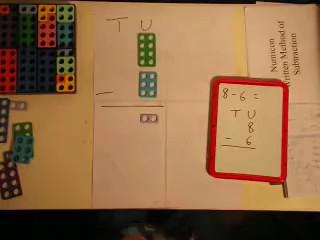 T U
−
8-6 =
T U
8
- 6
Numicon
Written Method of
Subtraction